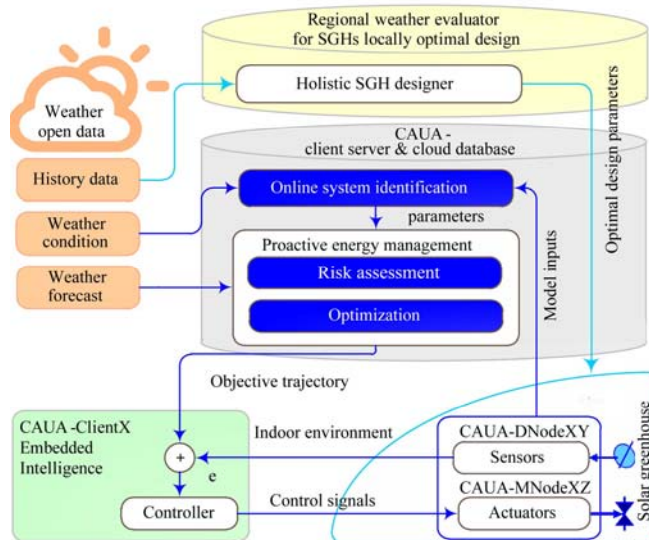 Regional weather evaluator
for SGHs locally optimal design
Holistic SGH designer
Weather
open data
History data
Weather
condition
Weather
forecast
CAUA -
client server & cloud database
Online system identification
parameters
Proactive energy management
Risk assessment
Optimization
Optimal design parameters
Model inputs
Objective trajectory
CAUA -ClientX
Embedded
Intelligence
+
e
Controller
Indoor environment
Control signals
CAUA-DNodeXY
Sensors
CAUA-MNodeXZ
Actuators
Solar greenhouse